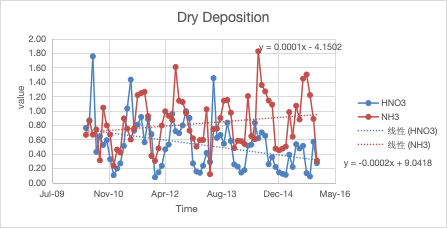 Dry Deposition
2.00
1.80
1.60
1.40
1.20
1.00
0.80
0.60
0.40
0.20
0.00
value
Jul-09 Nov-10 Apr-12 Aug-13 Dec-14 May-16
Time
y = 0.0001x - 4.1502
HNO3
NH3
线性 (HNO3)
线性 (NH3)
y = -0.0002x + 9.0418